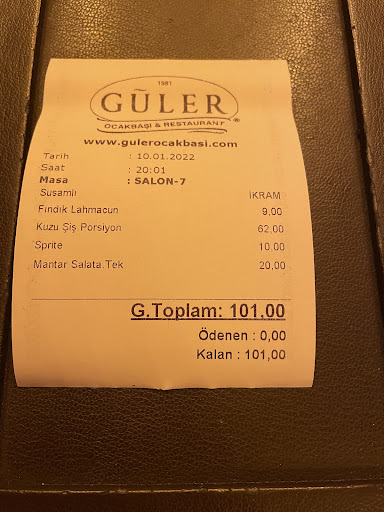 1981
GÜLER
OCAKBAŞI & RESTAURANT ®
www.gulerocakbasi.com
Tarih : 10.01.2022
Saat : 20:01
Masa : SALON-7
Susamlı İKRAM
Fındık Lahmacun 9,00
Kuzu Şiş Porsiyon 62,00
Sprite 10,00
Mantar Salata.Tek 20,00
G.Toplam: 101,00
Ödenen : 0,00
Kalan : 101,00